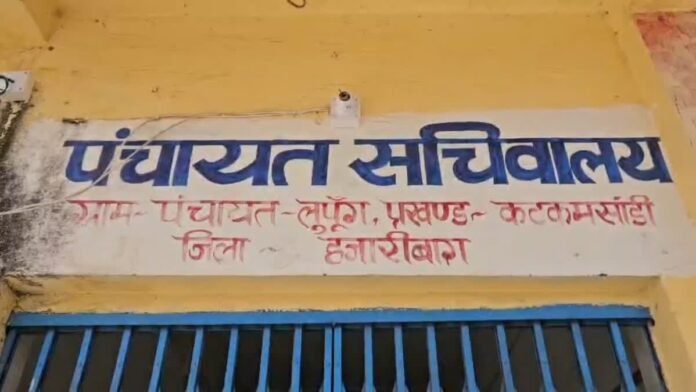 पंचायत सचिवालय
ग्राम- पंचायत-लुपुँग, प्रखण्ड- कटकमसांडी
जिला - हजारीबाग